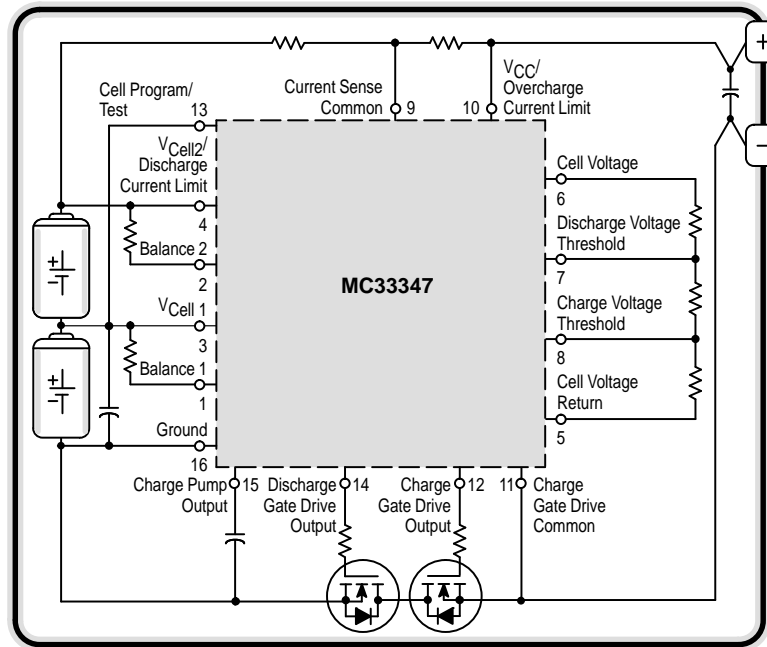 Cell Program/
Test
13
Current Sense
Common
9
VCC/
Overcharge
Current Limit
10
+
−
VCell2/
Discharge
Current Limit
4
Balance 2
2
VCell 1
3
Balance 1
1
Ground
16
MC33347
Cell Voltage
6
Discharge Voltage
Threshold
7
Charge Voltage
Threshold
8
Cell Voltage
Return
5
+
−
+
−
Charge Pump
Output
15
Discharge
Gate Drive
Output
14
Charge
Gate Drive
Output
12
11
Charge
Gate Drive
Common